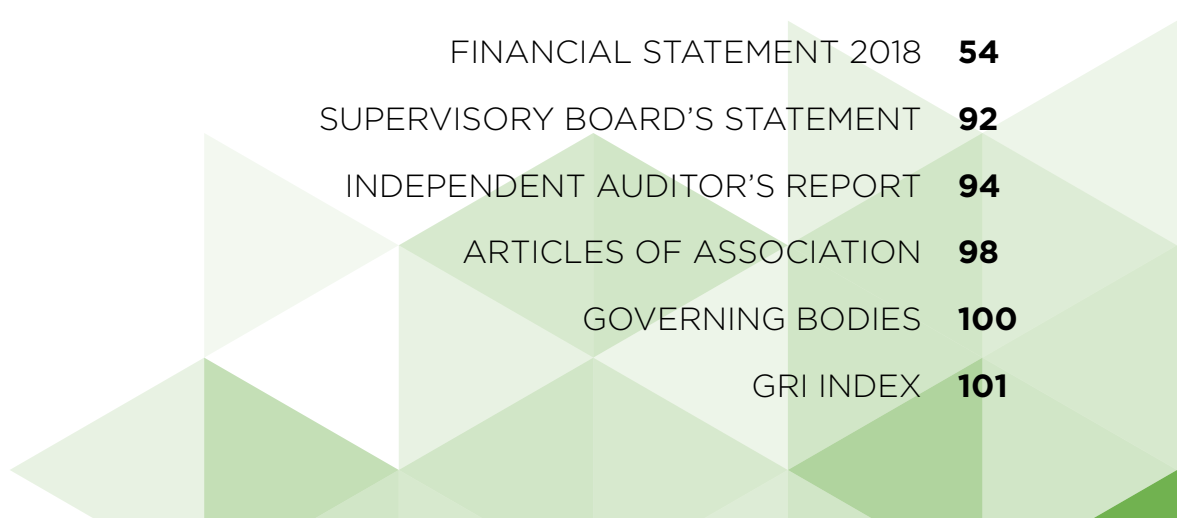 FINANCIAL STATEMENT 2018 54
SUPERVISORY BOARD’S STATEMENT 92
INDEPENDENT AUDITOR’S REPORT 94
ARTICLES OF ASSOCIATION 98
GOVERNING BODIES 100
GRI INDEX 101